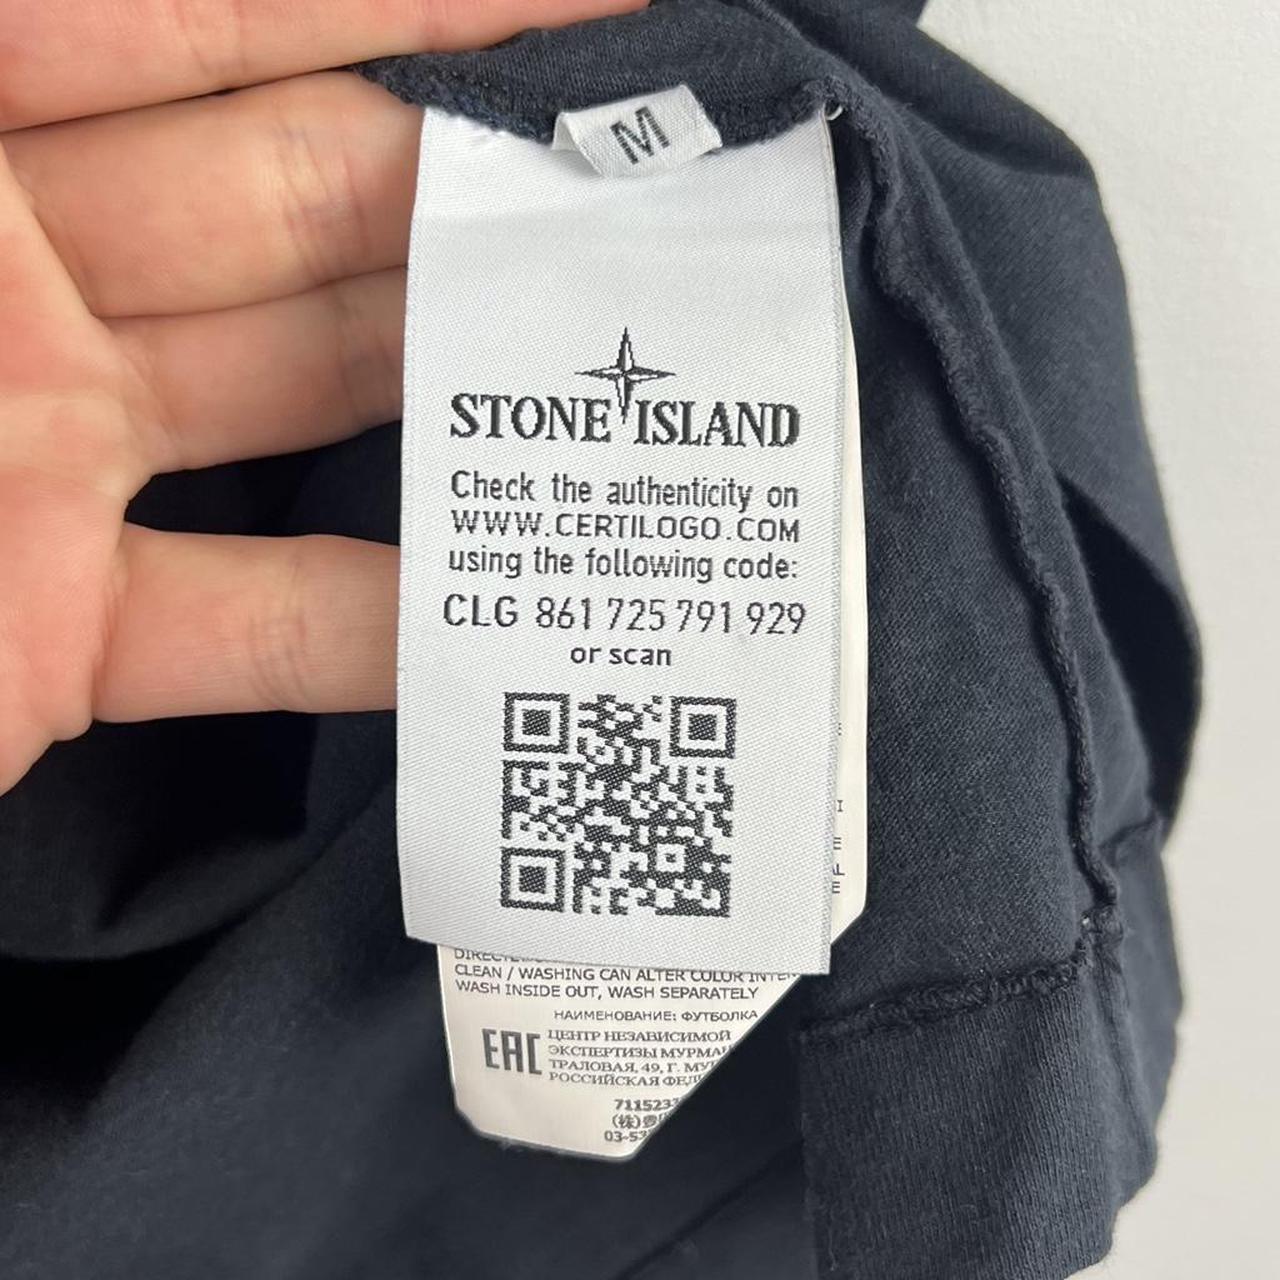 M
STONE ISLAND
Check the authenticity on
WWW.CERTILOGO.COM
using the following code:
CLG 861 725 791 929
or scan
CLEAN / WASHING CAN ALTER COLOR
WASH INSIDE OUT, WASH SEPARATELY
НАИМЕНОВАНИЕ: ФУТБОЛКА
EAC
ЦЕНТР НЕЗАВИСИМОЙ
ЭКСПЕРТИЗЫ
ТРАЛОВАЯ, 49, Г.
РОССИЙСКАЯ
(株)